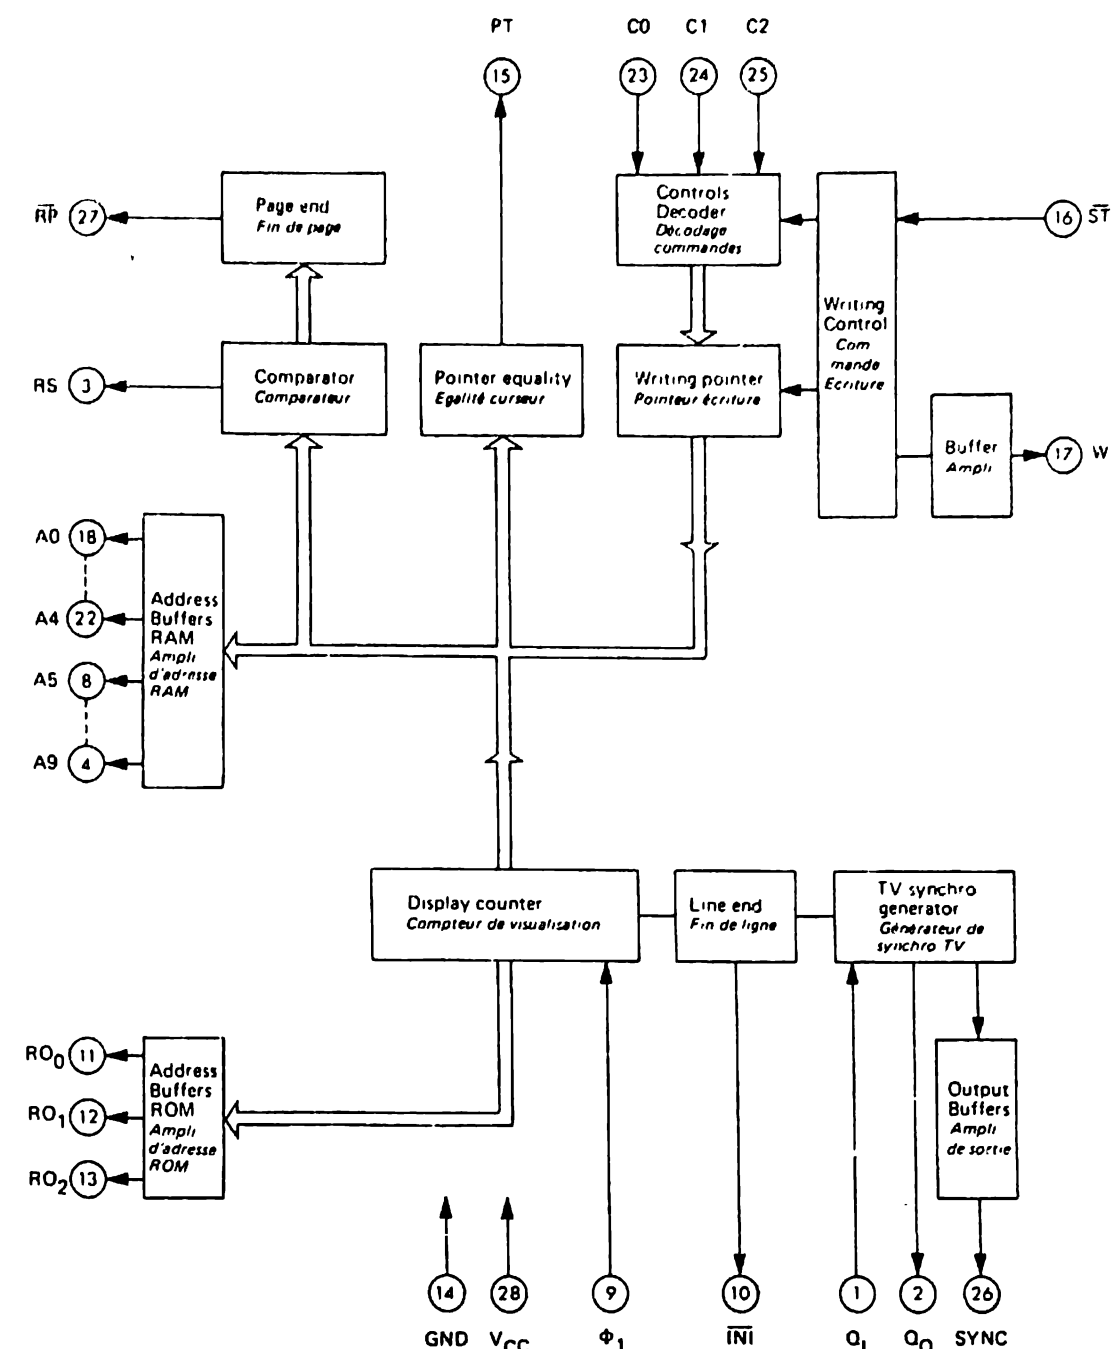 PT
C0 C1 C2
15
23 24 25
Page end
Fin de page
Controls
Decoder
Décodage
commandes
RP 27
16 ST
Writing
Control
Com
mande
Ecriture
RS 3
Comparator
Comparateur
Pointer equality
Egalité curseur
Writing pointer
Pointeur écriture
Buffer
Ampli
17 W
A0 18
A4 22
A5 8
A9 4
Address
Buffers
RAM
Ampli
d'adresse
RAM
Display counter
Compteur de visualisation
Line end
Fin de ligne
TV synchro
generator
Générateur de
synchro TV
RO0 11
RO1 12
RO2 13
Address
Buffers
ROM
Ampli
d'adresse
ROM
Output
Buffers
Ampli
de sortie
14 28 9 10 1 2 26
GND VCC Φ1 INI QI QO SYNC